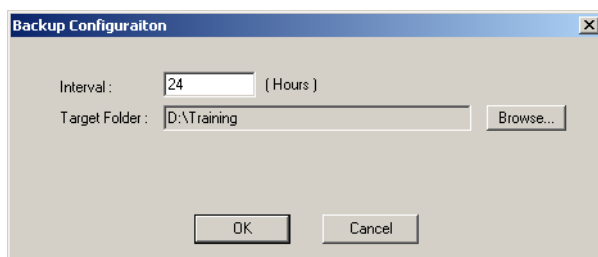 Backup Configuraiton
Interval : 24 ( Hours )
Target Folder : D:\Training Browse...
OK Cancel